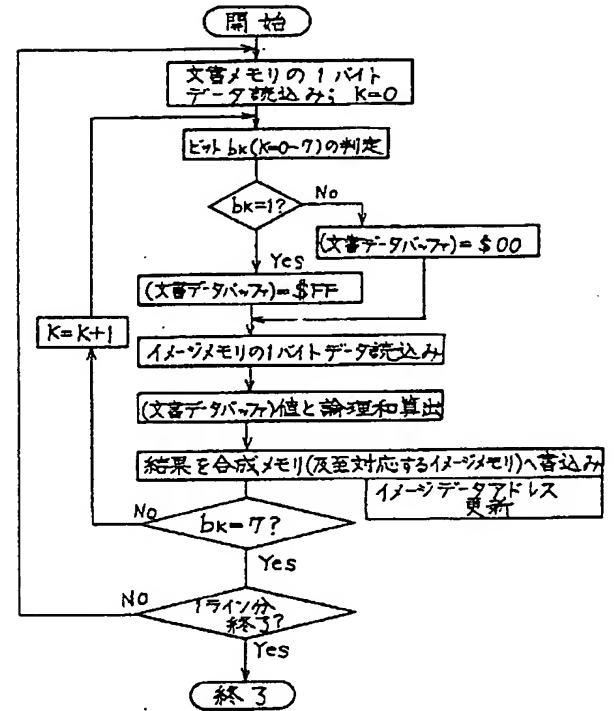 開始
文書メモリの1バイト
データ読込み; K=0
ビット bK(K=0~7)の判定
bK=1?
No
(文書データバッファ)=$00
Yes
(文書データバッファ)=$FF
K=K+1
イメージメモリの1バイトデータ読込み
(文書データバッファ)値と論理和算出
結果を合成メモリ(及至対応するイメージメモリ)へ書込み
イメージデータアドレス
更新
No
bK=7?
Yes
NO
1ライン分
終了?
Yes
終了